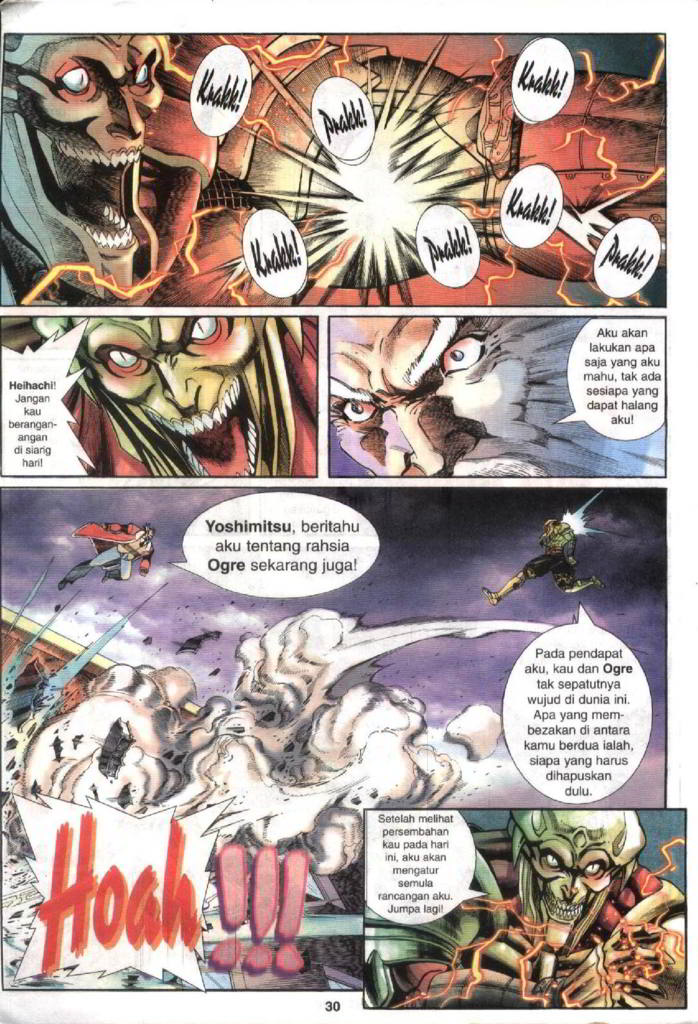 Krakk!
Prakk!
Krakk!
Krakk!
Prakk!
Krakk!
Prakk!
Heihachi!
Jangan
kau
berangan-
angan
di siang
hari!
Aku akan
lakukan apa
saja yang aku
mahu, tak ada
sesiapa yang
dapat halang
aku!
Yoshimitsu, beritahu
aku tentang rahsia
Ogre sekarang juga!
Pada pendapat
aku, kau dan Ogre
tak sepatutnya
wujud di dunia ini.
Apa yang mem-
bezakan di antara
kamu berdua ialah,
siapa yang harus
dihapuskan
dulu.
Hoah!!!
Setelah melihat
persembahan
kau pada hari
ini, aku akan
mengatur
semula
rancangan aku.
Jumpa lagi!
30